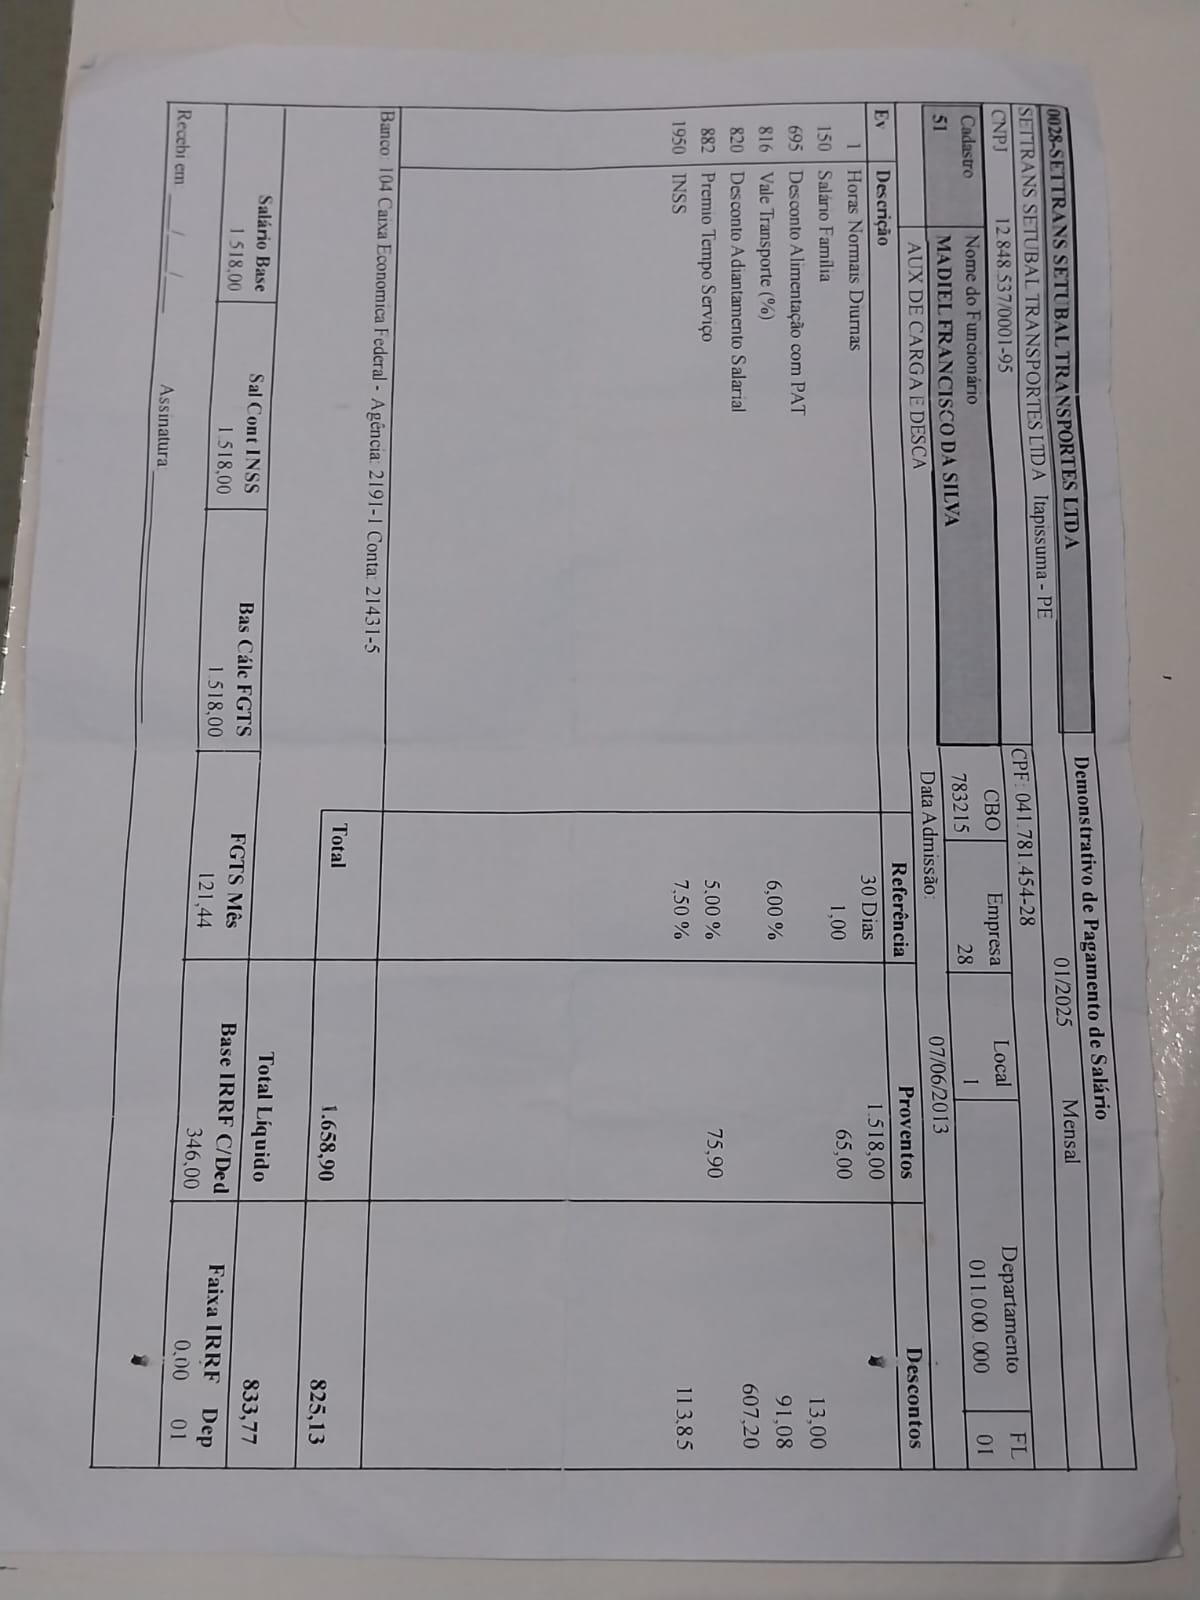 0028-SETTRANS SETUBAL TRANSPORTES LTDA Demonstrativo de Pagamento de Salário
SETTRANS SETUBAL TRANSPORTES LTDA Itapissuma - PE 01/2025 Mensal
CNPJ 12.848.537/0001-95 CPF: 041.781.454-28
Cadastro Nome do Funcionário CBO Empresa Local Departamento FL
51 MADIEL FRANCISCO DA SILVA 783215 28 1 011.000.000 01
AUX DE CARGA E DESCA Data Admissão: 07/06/2013
Ev Descrição Referência Proventos Descontos
1 Horas Normais Diurnas 30 Dias 1.518,00
150 Salário Família 1,00 65,00
695 Desconto Alimentação com PAT 13,00
816 Vale Transporte (%) 6,00 % 91,08
820 Desconto Adiantamento Salarial 607,20
882 Premio Tempo Serviço 5,00 % 75,90
1950 INSS 7,50 % 113,85
Banco: 104 Caixa Economica Federal - Agência: 2191-1 Conta: 21431-5
Total 1.658,90 825,13
Total Líquido 833,77
Salário Base Sal Cont INSS Bas Cálc FGTS FGTS Mês Base IRRF C/Ded Faixa IRRF Dep
1.518,00 1.518,00 1.518,00 121,44 346,00 0,00 01
Recebi em ___/___/___ Assinatura:____________________